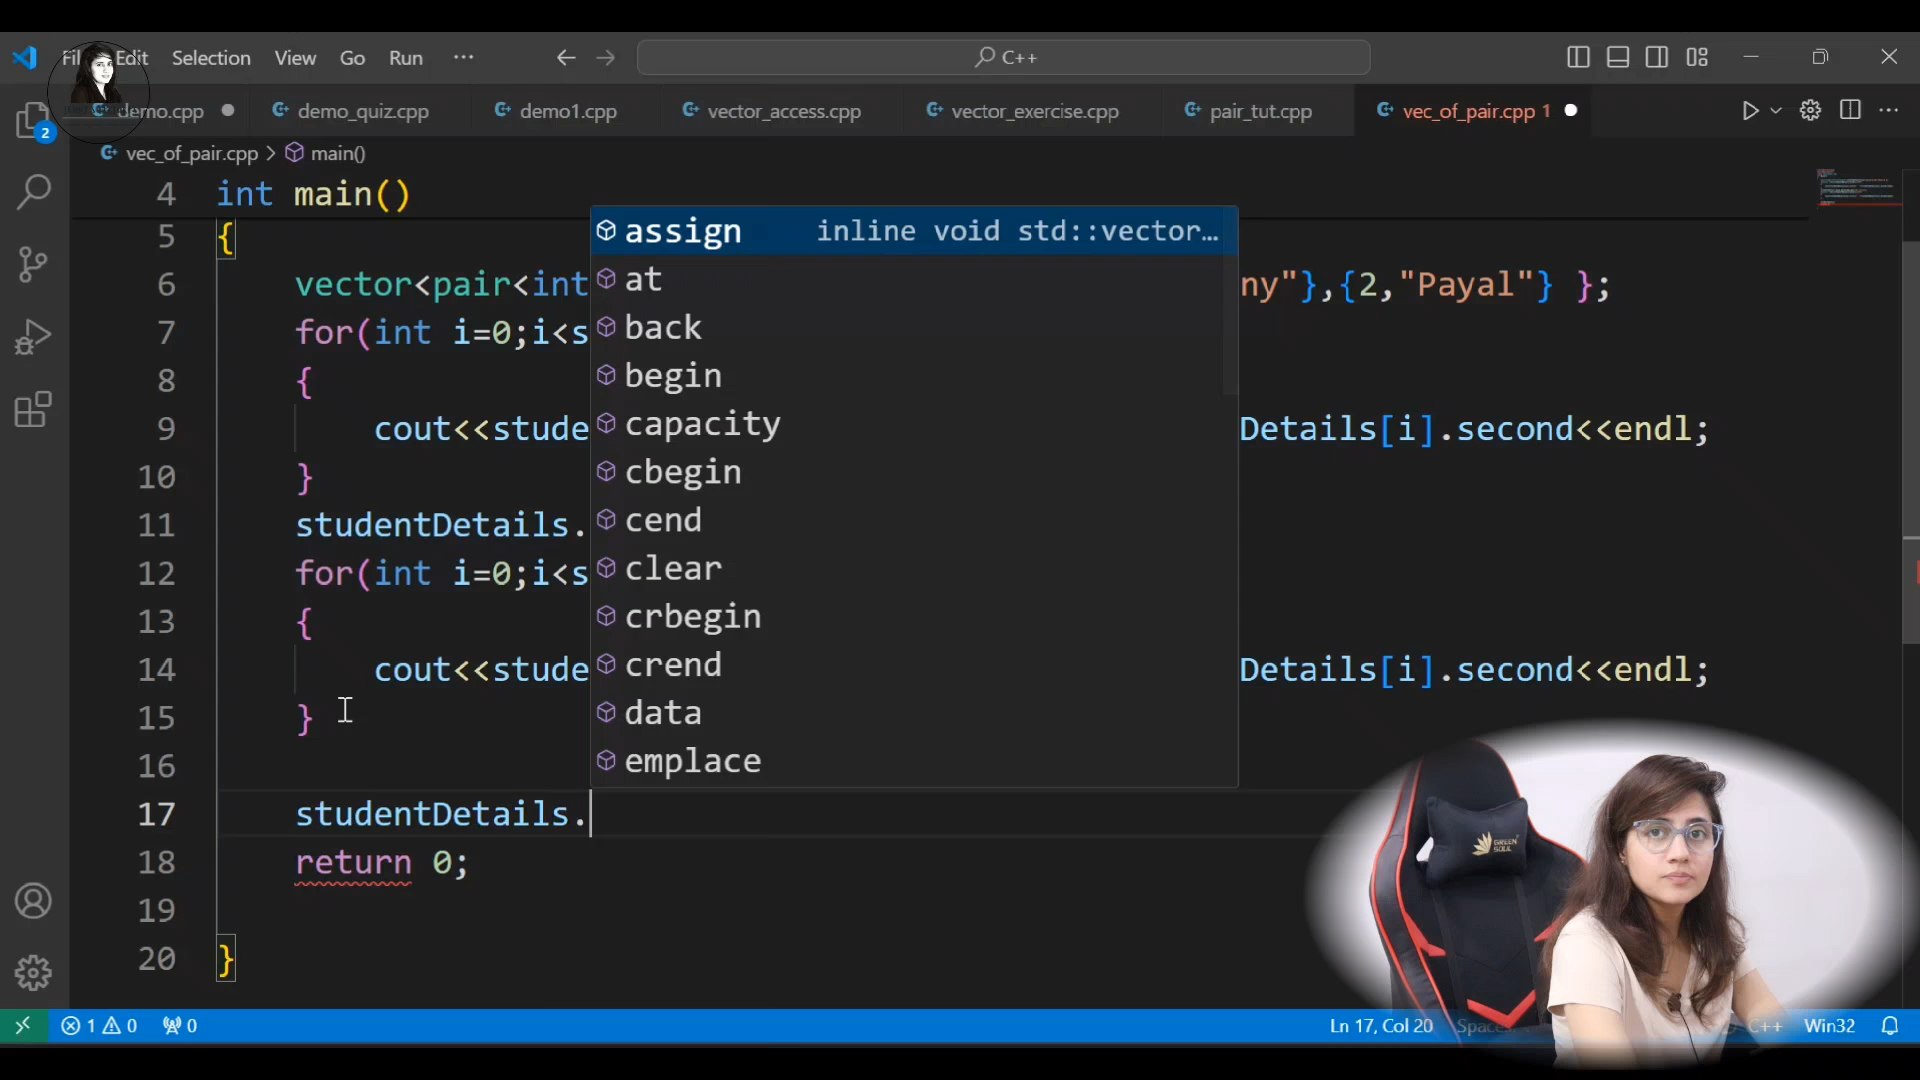 File Edit Selection View Go Run ...
C++
demo.cpp demo_quiz.cpp demo1.cpp vector_access.cpp vector_exercise.cpp pair_tut.cpp vec_of_pair.cpp 1
2
vec_of_pair.cpp > main()
4 int main()
5 {
6 vector<pair<int ny"},{2,"Payal"} };
7 for(int i=0;i<s
8 {
9 cout<<stude Details[i].second<<endl;
10 }
11 studentDetails.
12 for(int i=0;i<s
13 {
14 cout<<stude Details[i].second<<endl;
15 }
16
17 studentDetails.
18 return 0;
19
20 }
assign inline void std::vector…
at
back
begin
capacity
cbegin
cend
clear
crbegin
crend
data
emplace
GREEN SOUL
1 0 0
Ln 17, Col 20 Spaces C++ Win32